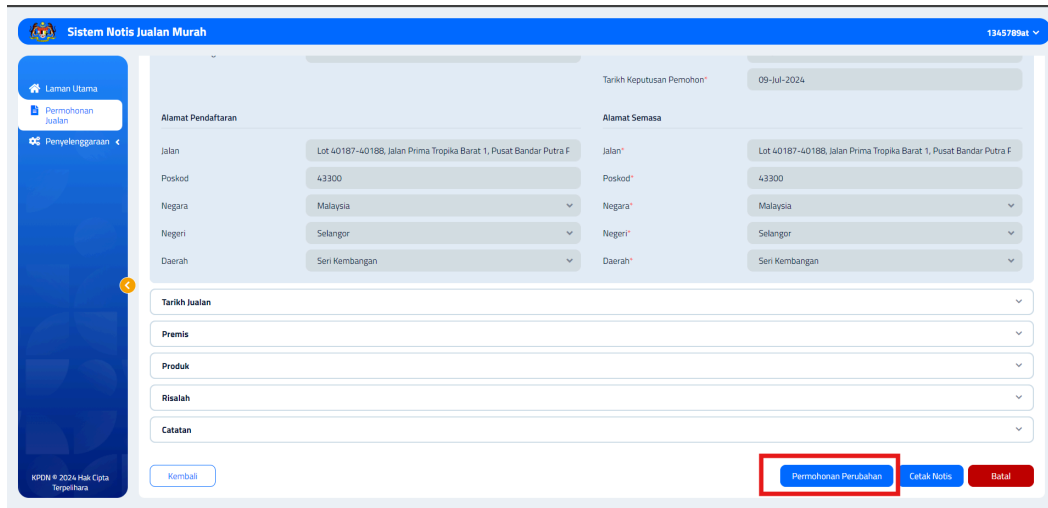 Sistem Notis Jualan Murah
1345789at
Laman Utama
Permohonan
Jualan
Penyelenggaraan
KPDN © 2024 Hak Cipta
Terpelihara
Tarikh Keputusan Pemohon*
09-Jul-2024
Alamat Pendaftaran
Alamat Semasa
Jalan
Lot 40187-40188, Jalan Prima Tropika Barat 1, Pusat Bandar Putra P
Jalan*
Lot 40187-40188, Jalan Prima Tropika Barat 1, Pusat Bandar Putra P
Poskod
43300
Poskod*
43300
Negara
Malaysia
Negara*
Malaysia
Negeri
Selangor
Negeri*
Selangor
Daerah
Seri Kembangan
Daerah*
Seri Kembangan
Tarikh Jualan
Premis
Produk
Risalah
Catatan
Kembali
Permohonan Perubahan
Cetak Notis
Batal